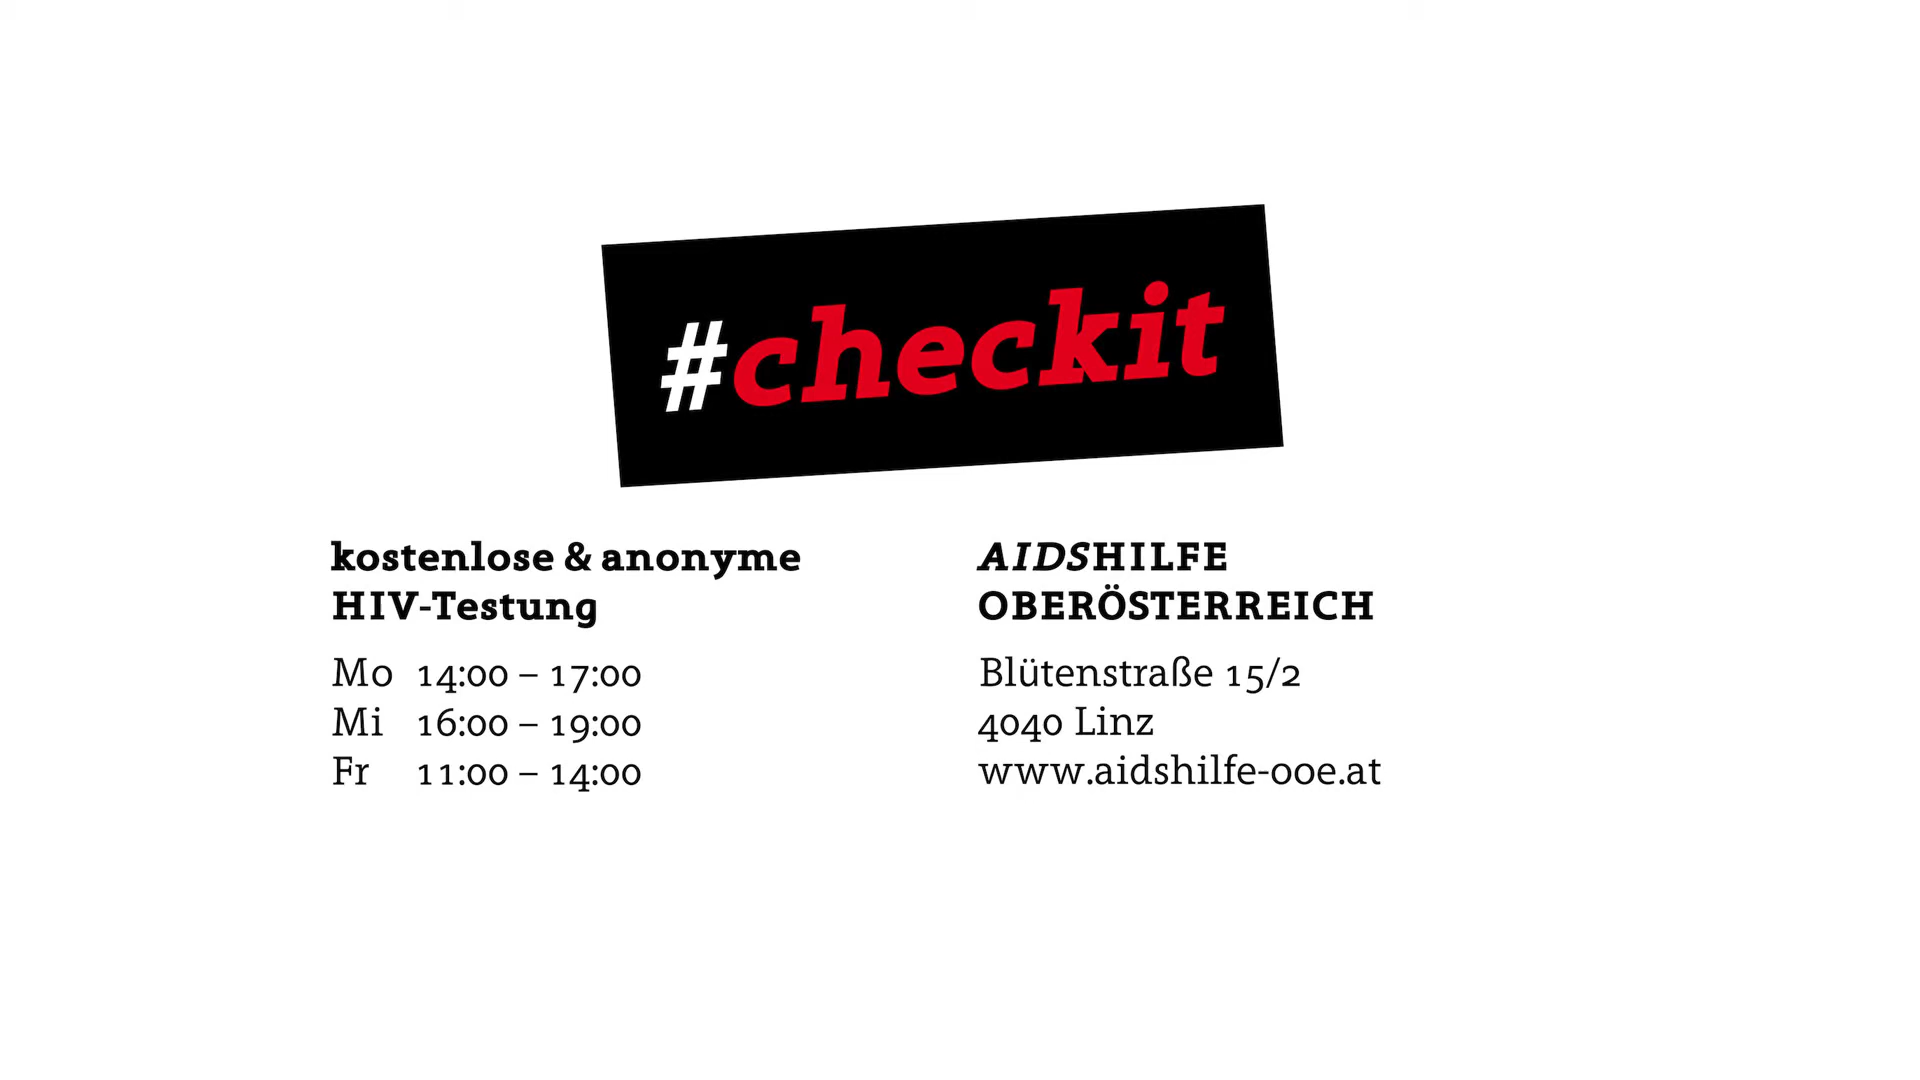 #checkit
kostenlose & anonyme
HIV-Testung
Mo 14:00 – 17:00
Mi 16:00 – 19:00
Fr 11:00 – 14:00
AIDSHILFE
OBERÖSTERREICH
Blütenstraße 15/2
4040 Linz
www.aidshilfe-ooe.at